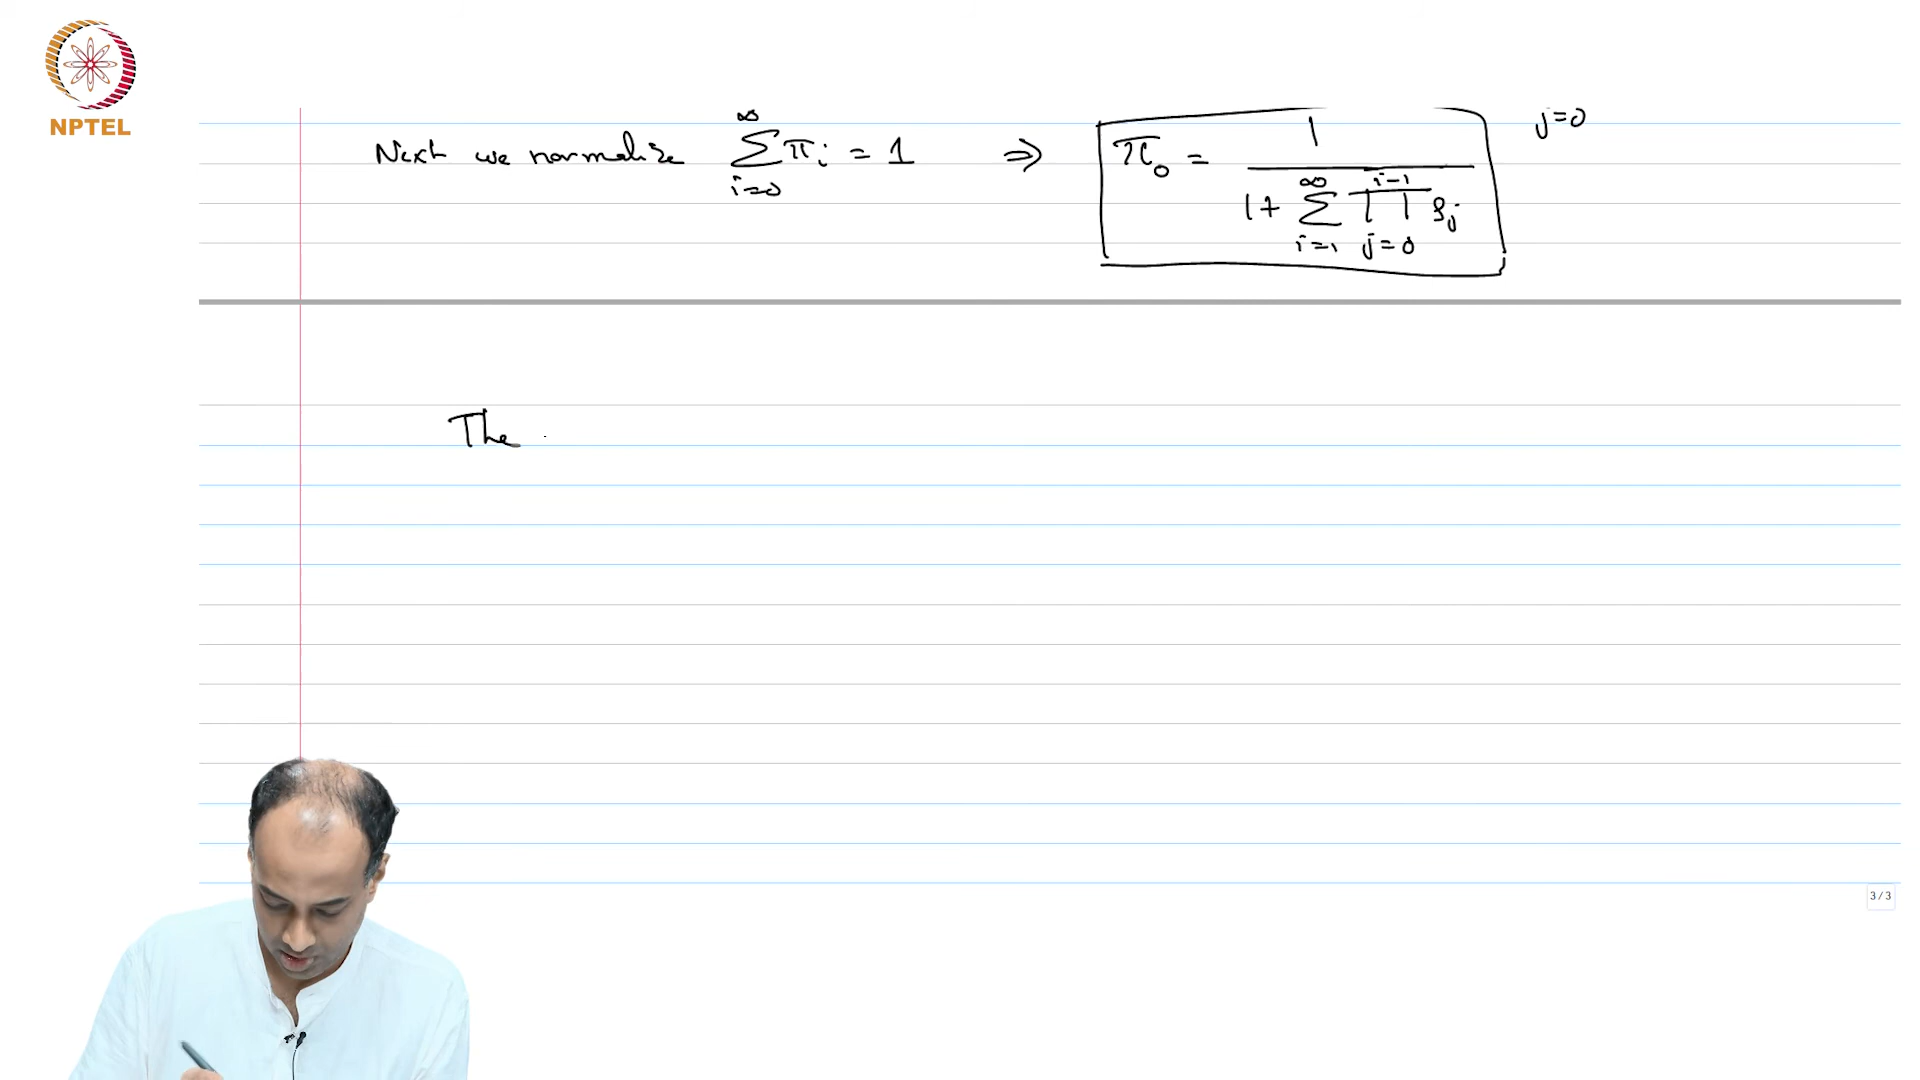 NPTEL
j=0
Next we normalize ∑_{i=0}^{∞} π_i = 1 ⇒ π_0 = 1 / (1 + ∑_{i=1}^{∞} ∏_{j=0}^{i-1} ρ_j)
The
3 / 3